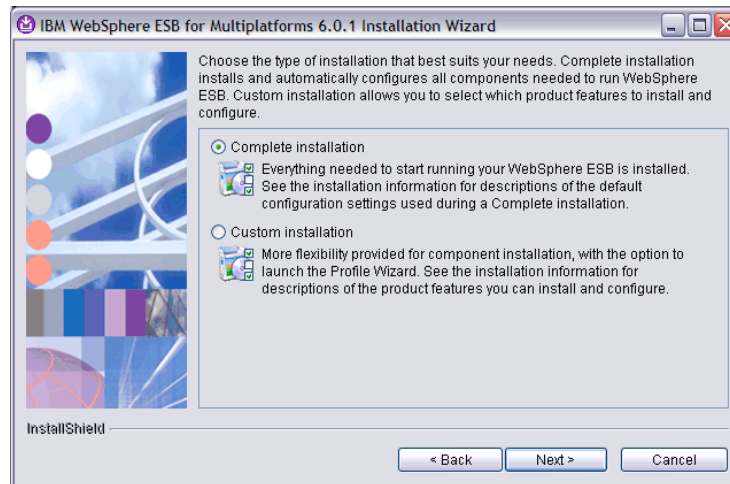 IBM WebSphere ESB for Multiplatforms 6.0.1 Installation Wizard
Choose the type of installation that best suits your needs. Complete installation
installs and automatically configures all components needed to run WebSphere
ESB. Custom installation allows you to select which product features to install and
configure.
Complete installation
Everything needed to start running your WebSphere ESB is installed.
See the installation information for descriptions of the default
configuration settings used during a Complete installation.
Custom installation
More flexibility provided for component installation, with the option to
launch the Profile Wizard. See the installation information for
descriptions of the product features you can install and configure.
InstallShield
< Back Next > Cancel